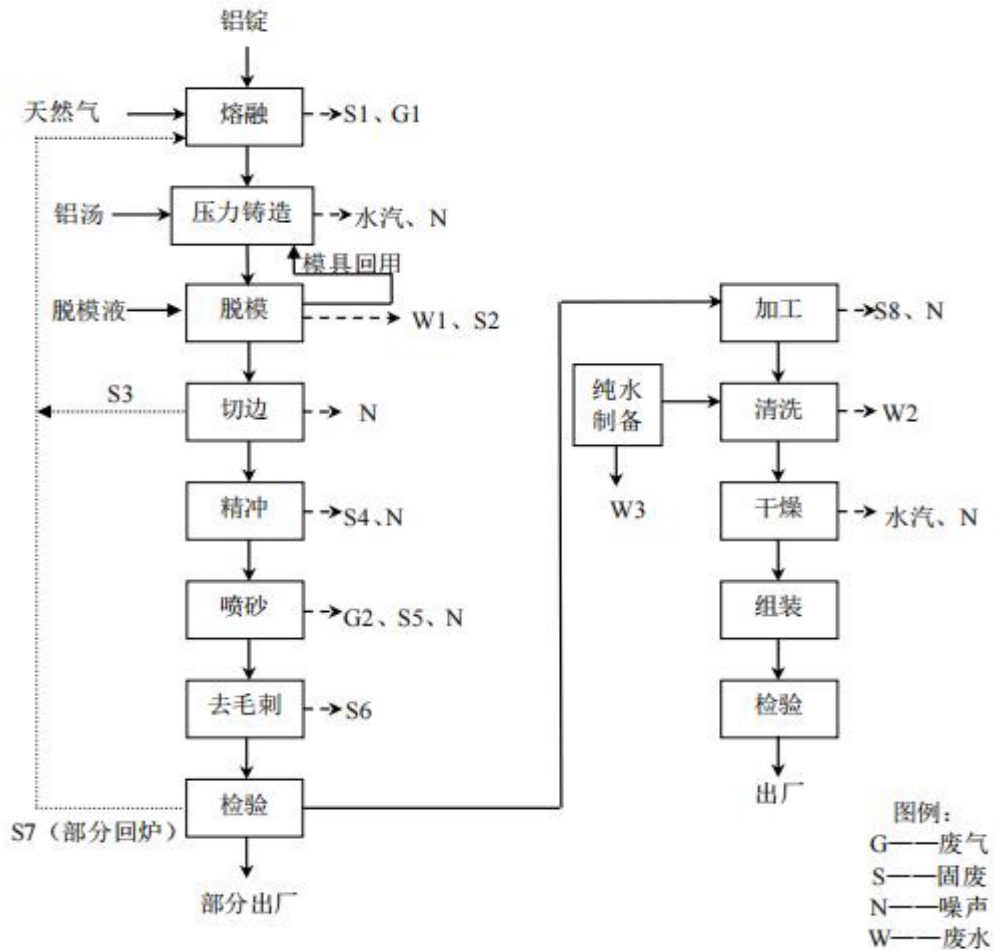 铝锭
天然气
熔融
S1、G1
铝汤
压力铸造
水汽、N
模具回用
脱模液
脱模
W1、S2
S3
切边
N
精冲
S4、N
喷砂
G2、S5、N
去毛刺
S6
检验
S7（部分回炉）
部分出厂
加工
S8、N
纯水
制备
W3
清洗
W2
干燥
水汽、N
组装
检验
出厂
图例：
G——废气
S——固废
N——噪声
W——废水